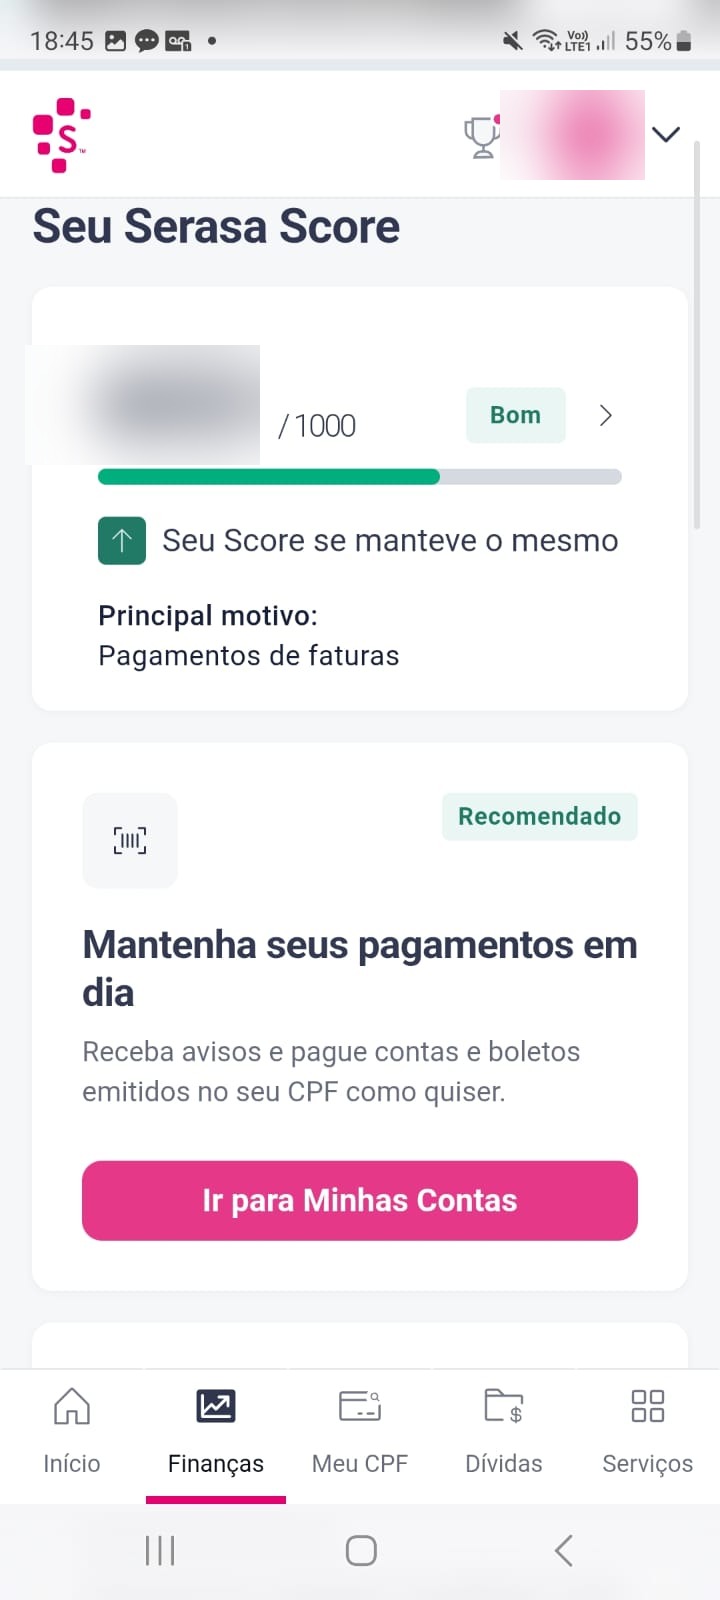 18:45
Vo))
LTE1
55%
S
Seu Serasa Score
/1000
Bom
Seu Score se manteve o mesmo
Principal motivo:
Pagamentos de faturas
Recomendado
Mantenha seus pagamentos em
dia
Receba avisos e pague contas e boletos
emitidos no seu CPF como quiser.
Ir para Minhas Contas
Início
Finanças
Meu CPF
Dívidas
Serviços